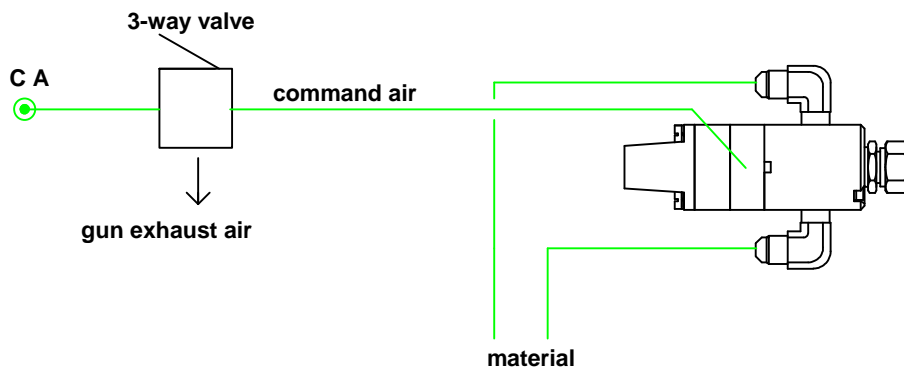 3-way valve
C A
command air
gun exhaust air
material